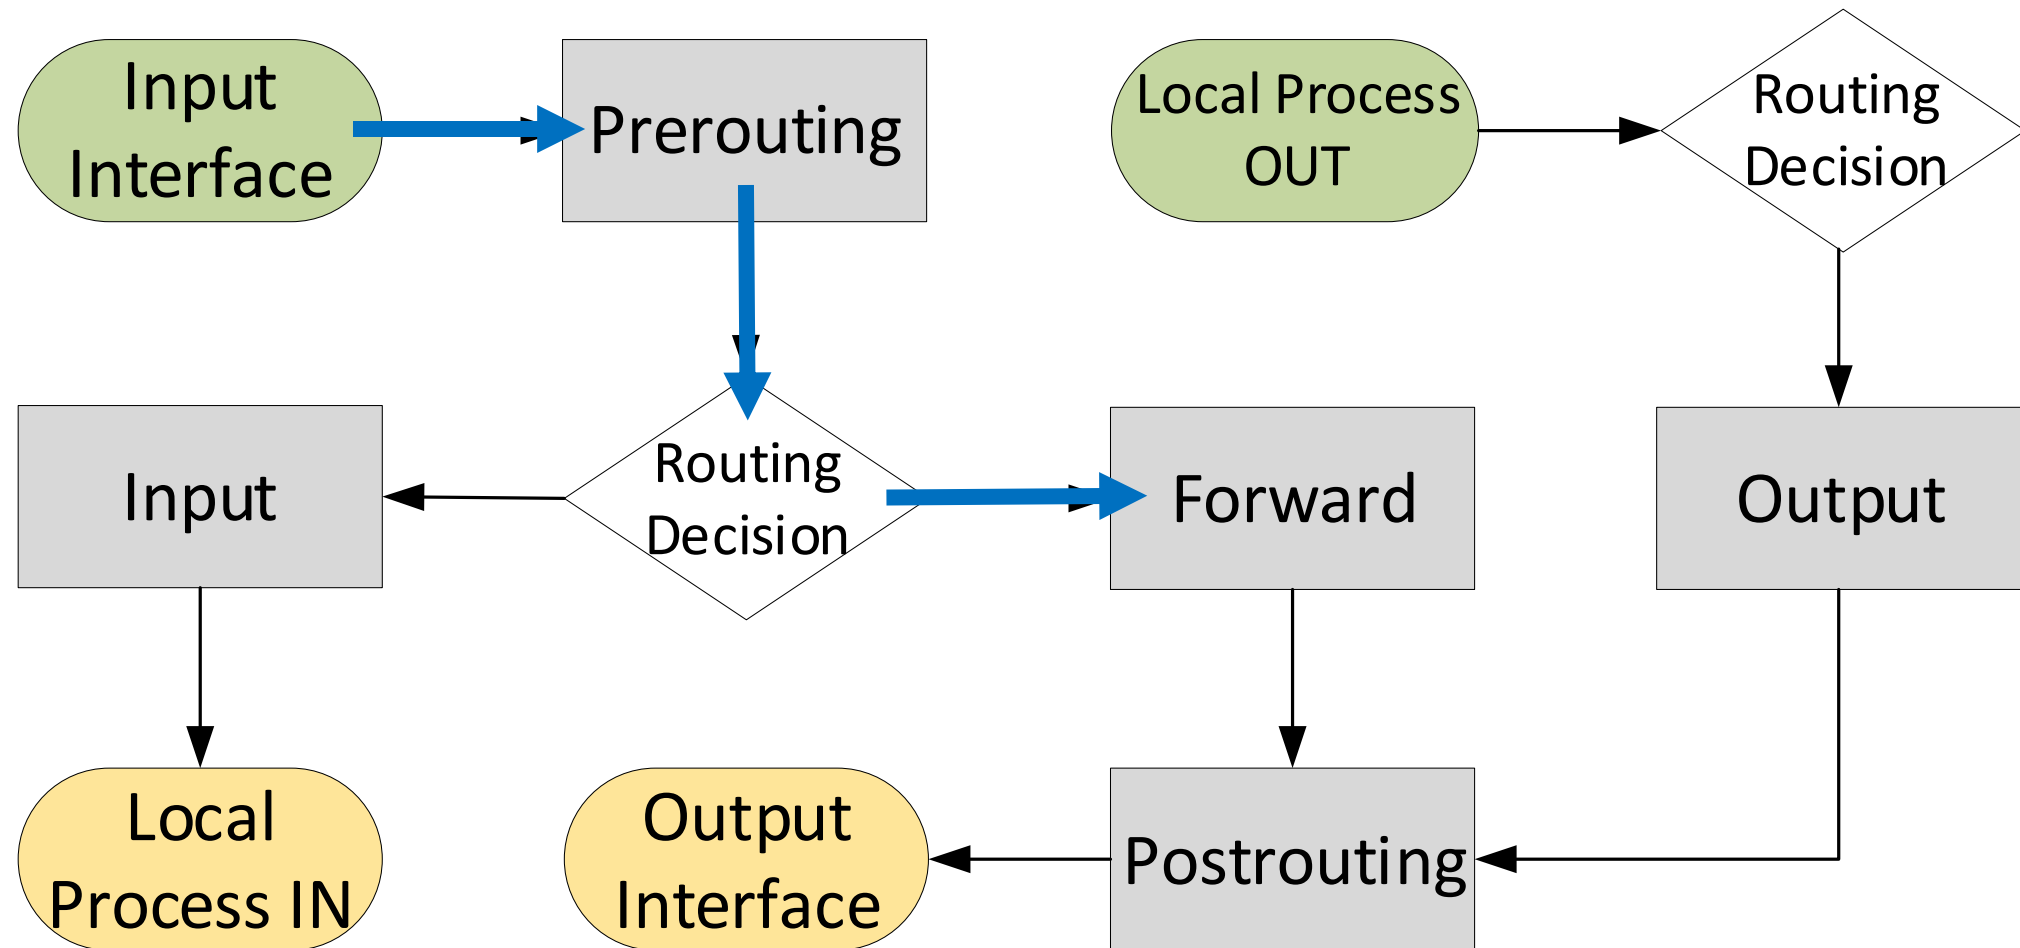 Input
Interface
Prerouting
Local Process
OUT
Routing
Decision
Input
Routing
Decision
Forward
Output
Local
Process IN
Output
Interface
Postrouting